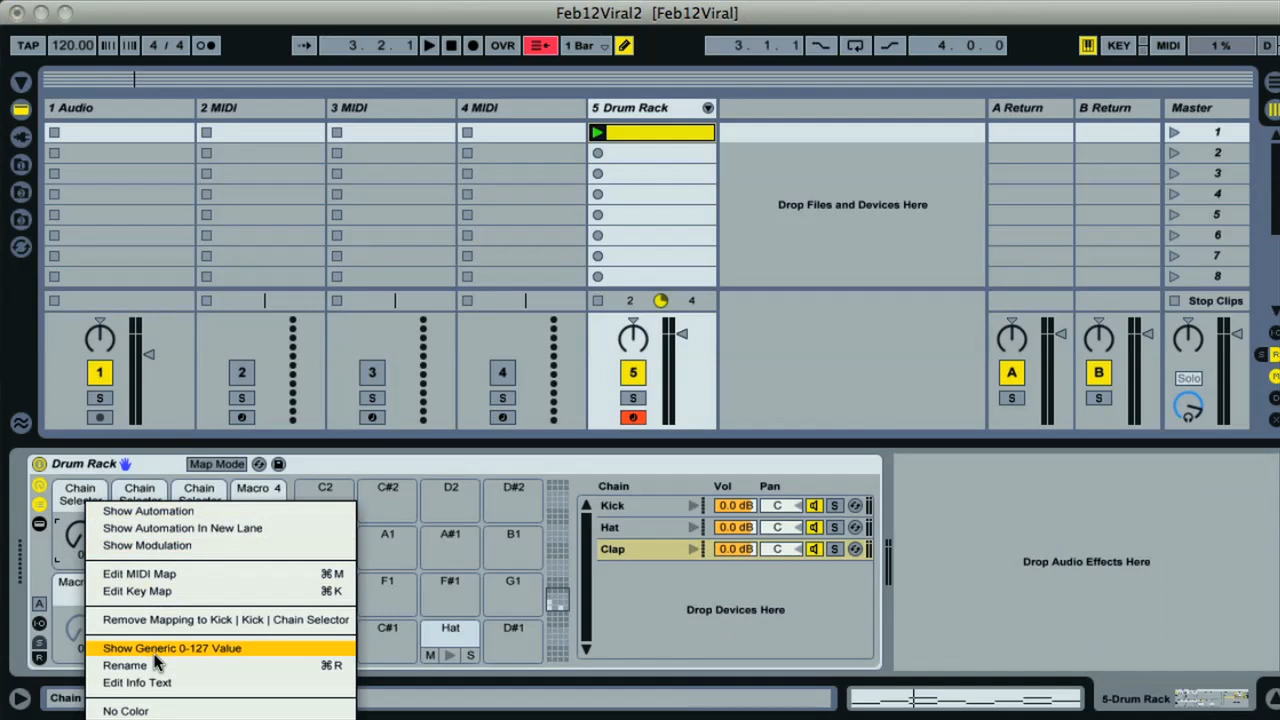 Feb12Viral2 [Feb12Viral]
TAP 120.00 4 / 4 3. 2. 1 OVR 1 Bar 3. 1. 1 4. 0. 0 KEY MIDI 1 % D
1 Audio 2 MIDI 3 MIDI 4 MIDI 5 Drum Rack A Return B Return Master
1
2
3
4
Drop Files and Devices Here
5
6
7
8
2 4 Stop Clips
1 2 3 4 5 A B Solo
S S S S S S S
Drum Rack Map Mode
Chain Selector Chain Selector Chain Selector Macro 4 C2 C#2 D2 D#2
Show Automation
Show Automation In New Lane
Show Modulation
Edit MIDI Map ⌘M
Edit Key Map ⌘K
Remove Mapping to Kick | Kick | Chain Selector
Show Generic 0-127 Value
Rename ⌘R
Edit Info Text
No Color
A1 A#1 B1
F1 F#1 G1
C#1 Hat D#1
M S
Chain Vol Pan
Kick 0.0 dB C S
Hat 0.0 dB C S
Clap 0.0 dB C S
Drop Devices Here
Drop Audio Effects Here
Chain
5-Drum Rack